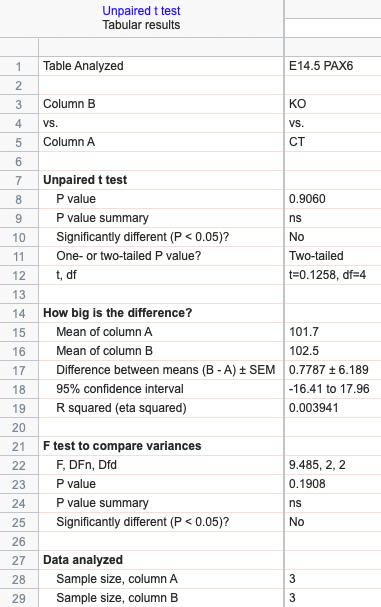 Unpaired t test
Tabular results
1 Table Analyzed E14.5 PAX6
2
3 Column B KO
4 vs. vs.
5 Column A CT
6
7 Unpaired t test
8 P value 0.9060
9 P value summary ns
10 Significantly different (P < 0.05)? No
11 One- or two-tailed P value? Two-tailed
12 t, df t=0.1258, df=4
13
14 How big is the difference?
15 Mean of column A 101.7
16 Mean of column B 102.5
17 Difference between means (B - A) ± SEM 0.7787 ± 6.189
18 95% confidence interval -16.41 to 17.96
19 R squared (eta squared) 0.003941
20
21 F test to compare variances
22 F, DFn, Dfd 9.485, 2, 2
23 P value 0.1908
24 P value summary ns
25 Significantly different (P < 0.05)? No
26
27 Data analyzed
28 Sample size, column A 3
29 Sample size, column B 3